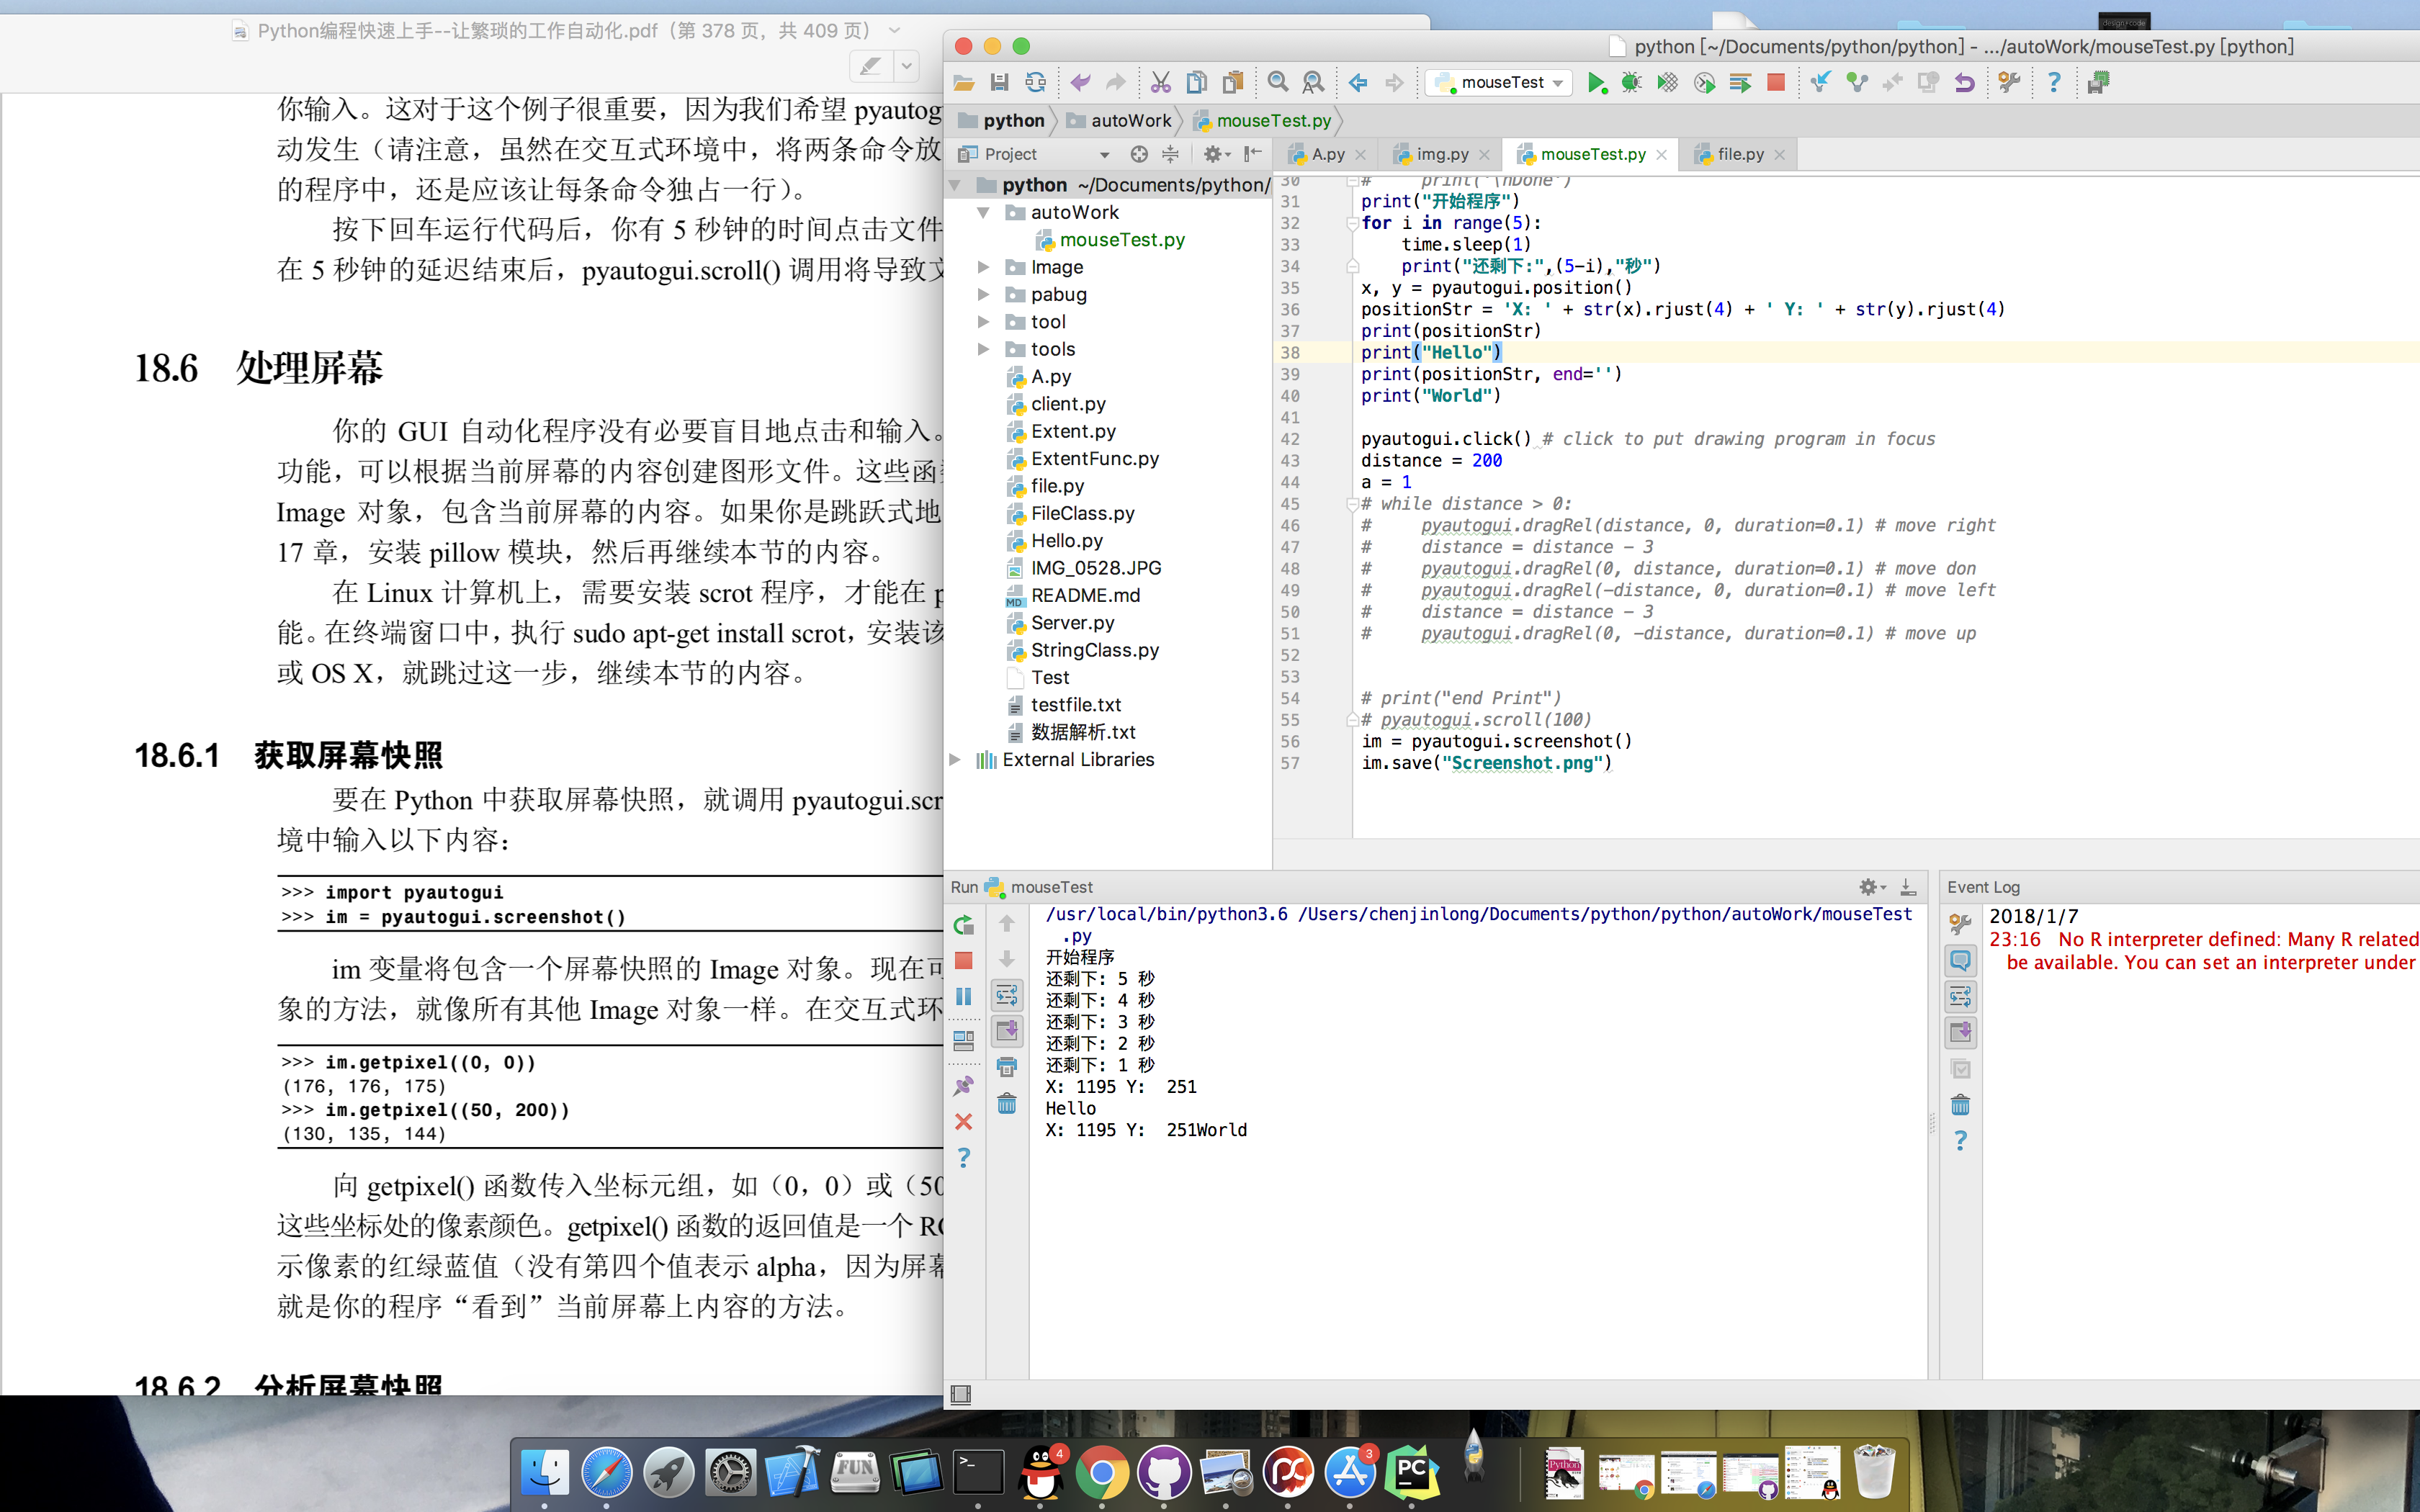 Python编程快速上手--让繁琐的工作自动化.pdf（第 378 页，共 409 页）
你输入。这对于这个例子很重要，因为我们希望 pyautog
动发生（请注意，虽然在交互式环境中，将两条命令放
的程序中，还是应该让每条命令独占一行）。
按下回车运行代码后，你有 5 秒钟的时间点击文件
在 5 秒钟的延迟结束后，pyautogui.scroll() 调用将导致文
18.6 处理屏幕
你的 GUI 自动化程序没有必要盲目地点击和输入。
功能，可以根据当前屏幕的内容创建图形文件。这些函数
Image 对象，包含当前屏幕的内容。如果你是跳跃式地
17 章，安装 pillow 模块，然后再继续本节的内容。
在 Linux 计算机上，需要安装 scrot 程序，才能在 p
能。在终端窗口中，执行 sudo apt-get install scrot，安装该
或 OS X，就跳过这一步，继续本节的内容。
18.6.1 获取屏幕快照
要在 Python 中获取屏幕快照，就调用 pyautogui.scr
境中输入以下内容：
>>> import pyautogui
>>> im = pyautogui.screenshot()
im 变量将包含一个屏幕快照的 Image 对象。现在可
象的方法，就像所有其他 Image 对象一样。在交互式环
>>> im.getpixel((0, 0))
(176, 176, 175)
>>> im.getpixel((50, 200))
(130, 135, 144)
向 getpixel() 函数传入坐标元组，如（0，0）或（50
这些坐标处的像素颜色。getpixel() 函数的返回值是一个 RG
示像素的红绿蓝值（没有第四个值表示 alpha，因为屏幕
就是你的程序“看到”当前屏幕上内容的方法。
18.6.2 分析屏幕快照
design+code
python [~/Documents/python/python] - .../autoWork/mouseTest.py [python]
mouseTest
python autoWork mouseTest.py
Project
A.py img.py mouseTest.py file.py
python ~/Documents/python/
autoWork
mouseTest.py
Image
pabug
tool
tools
A.py
client.py
Extent.py
ExtentFunc.py
file.py
FileClass.py
Hello.py
IMG_0528.JPG
README.md
Server.py
StringClass.py
Test
testfile.txt
数据解析.txt
External Libraries
30 #     print('\nDone')
31 print("开始程序")
32 for i in range(5):
33     time.sleep(1)
34     print("还剩下:",(5-i),"秒")
35 x, y = pyautogui.position()
36 positionStr = 'X: ' + str(x).rjust(4) + ' Y: ' + str(y).rjust(4)
37 print(positionStr)
38 print("Hello")
39 print(positionStr, end='')
40 print("World")
41
42 pyautogui.click() # click to put drawing program in focus
43 distance = 200
44 a = 1
45 # while distance > 0:
46 #     pyautogui.dragRel(distance, 0, duration=0.1) # move right
47 #     distance = distance - 3
48 #     pyautogui.dragRel(0, distance, duration=0.1) # move don
49 #     pyautogui.dragRel(-distance, 0, duration=0.1) # move left
50 #     distance = distance - 3
51 #     pyautogui.dragRel(0, -distance, duration=0.1) # move up
52
53
54 # print("end Print")
55 # pyautogui.scroll(100)
56 im = pyautogui.screenshot()
57 im.save("Screenshot.png")
Run mouseTest
/usr/local/bin/python3.6 /Users/chenjinlong/Documents/python/python/autoWork/mouseTest
.py
开始程序
还剩下: 5 秒
还剩下: 4 秒
还剩下: 3 秒
还剩下: 2 秒
还剩下: 1 秒
X: 1195 Y:  251
Hello
X: 1195 Y:  251World
Event Log
2018/1/7
23:16 No R interpreter defined: Many R related
be available. You can set an interpreter under
FUN
4
3
PC
Python